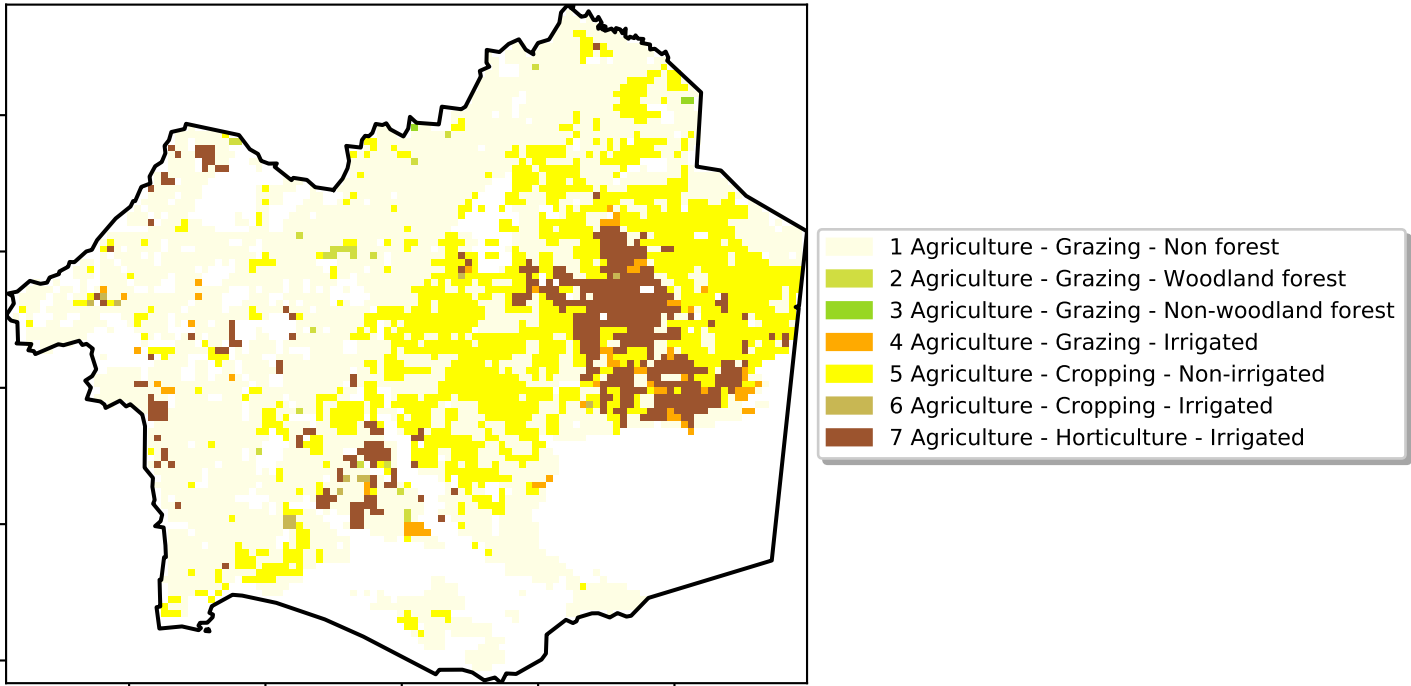 1 Agriculture - Grazing - Non forest
2 Agriculture - Grazing - Woodland forest
3 Agriculture - Grazing - Non-woodland forest
4 Agriculture - Grazing - Irrigated
5 Agriculture - Cropping - Non-irrigated
6 Agriculture - Cropping - Irrigated
7 Agriculture - Horticulture - Irrigated